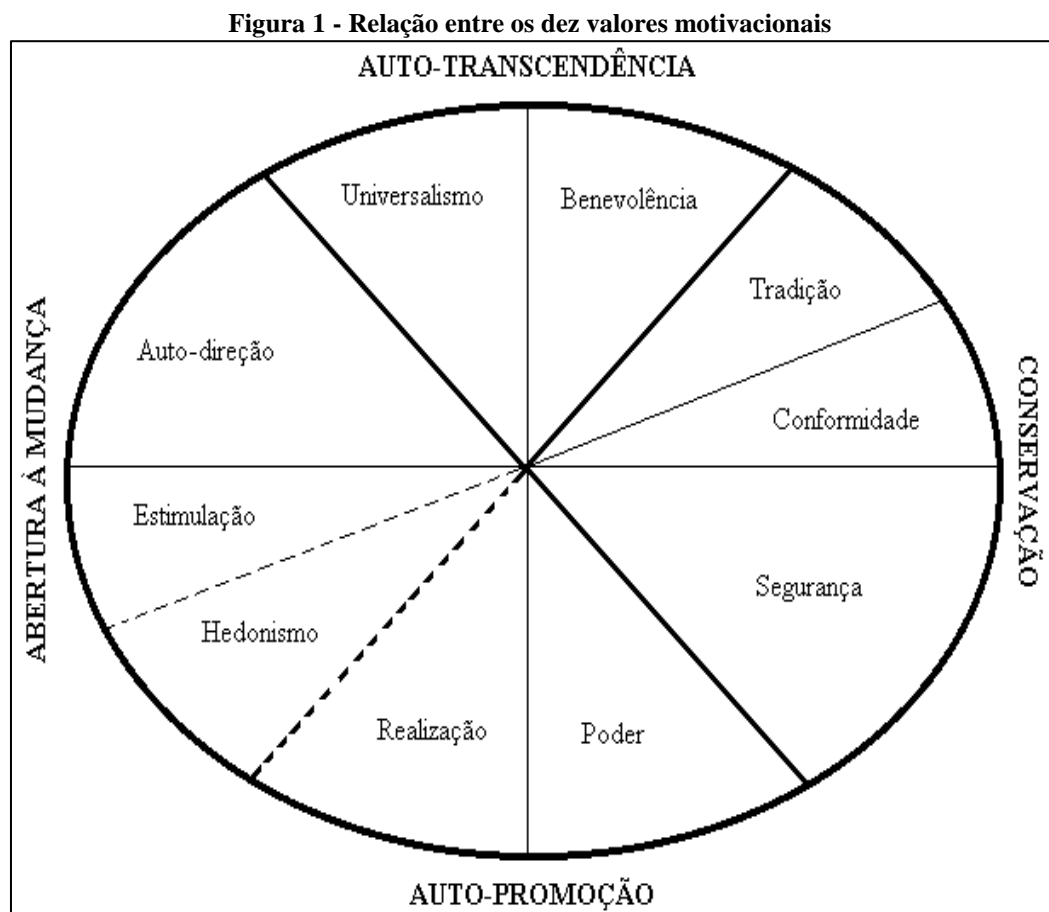 Figura 1 - Relação entre os dez valores motivacionais
AUTO-TRANSCENDÊNCIA
Universalismo
Benevolência
Tradição
Auto-direção
Conformidade
ABERTURA À MUDANÇA
CONSERVAÇÃO
Estimulação
Segurança
Hedonismo
Realização
Poder
AUTO-PROMOÇÃO